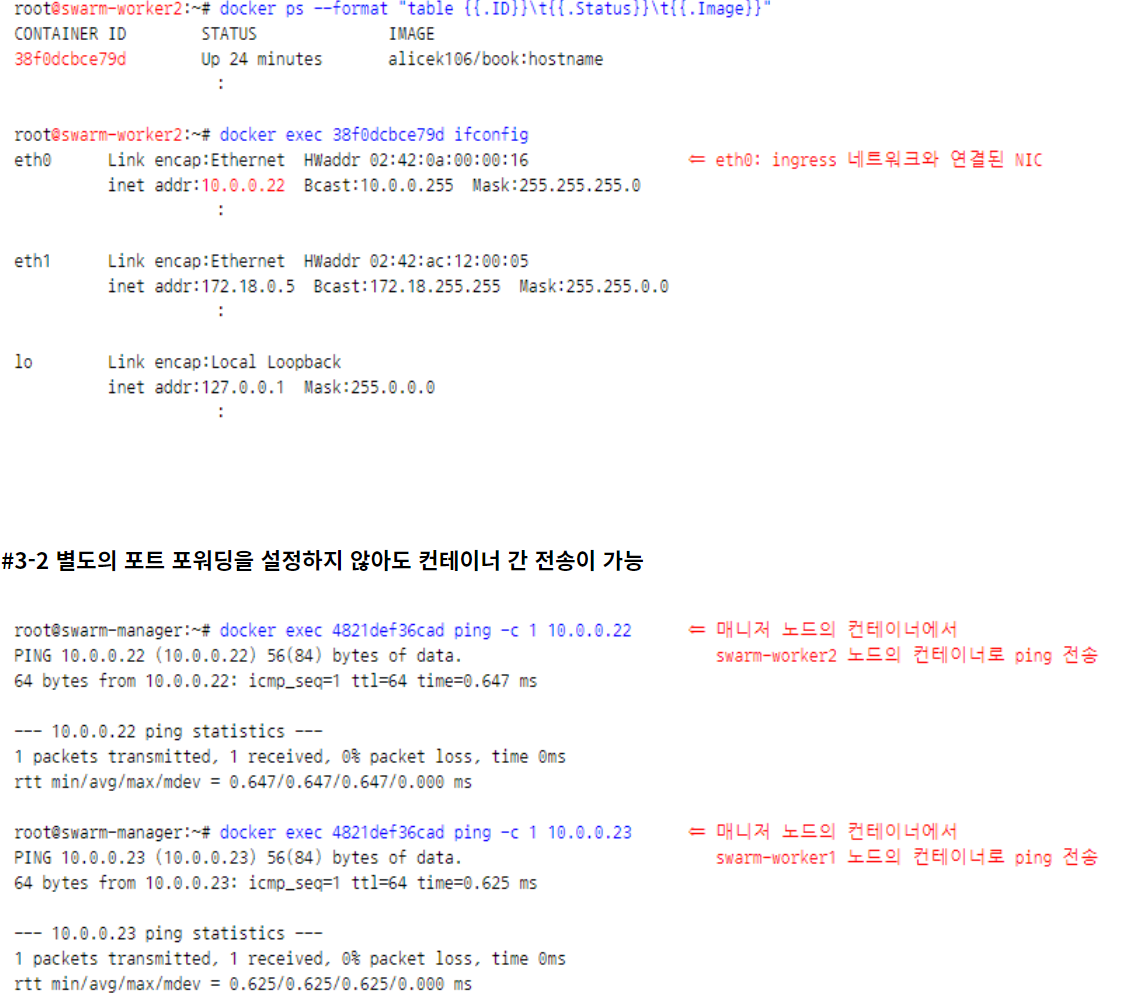 root@swarm-worker2:~# docker ps --format "table {{.ID}}\t{{.Status}}\t{{.Image}}"
CONTAINER ID STATUS IMAGE
38f0dcbce79d Up 24 minutes alicek106/book:hostname
:
root@swarm-worker2:~# docker exec 38f0dcbce79d ifconfig
eth0 Link encap:Ethernet HWaddr 02:42:0a:00:00:16 ⇐ eth0: ingress 네트워크와 연결된 NIC
inet addr:10.0.0.22 Bcast:10.0.0.255 Mask:255.255.255.0
:
eth1 Link encap:Ethernet HWaddr 02:42:ac:12:00:05
inet addr:172.18.0.5 Bcast:172.18.255.255 Mask:255.255.0.0
:
lo Link encap:Local Loopback
inet addr:127.0.0.1 Mask:255.0.0.0
:
#3-2 별도의 포트 포워딩을 설정하지 않아도 컨테이너 간 전송이 가능
root@swarm-manager:~# docker exec 4821def36cad ping -c 1 10.0.0.22 ⇐ 매니저 노드의 컨테이너에서
PING 10.0.0.22 (10.0.0.22) 56(84) bytes of data. swarm-worker2 노드의 컨테이너로 ping 전송
64 bytes from 10.0.0.22: icmp_seq=1 ttl=64 time=0.647 ms
--- 10.0.0.22 ping statistics ---
1 packets transmitted, 1 received, 0% packet loss, time 0ms
rtt min/avg/max/mdev = 0.647/0.647/0.647/0.000 ms
root@swarm-manager:~# docker exec 4821def36cad ping -c 1 10.0.0.23 ⇐ 매니저 노드의 컨테이너에서
PING 10.0.0.23 (10.0.0.23) 56(84) bytes of data. swarm-worker1 노드의 컨테이너로 ping 전송
64 bytes from 10.0.0.23: icmp_seq=1 ttl=64 time=0.625 ms
--- 10.0.0.23 ping statistics ---
1 packets transmitted, 1 received, 0% packet loss, time 0ms
rtt min/avg/max/mdev = 0.625/0.625/0.625/0.000 ms